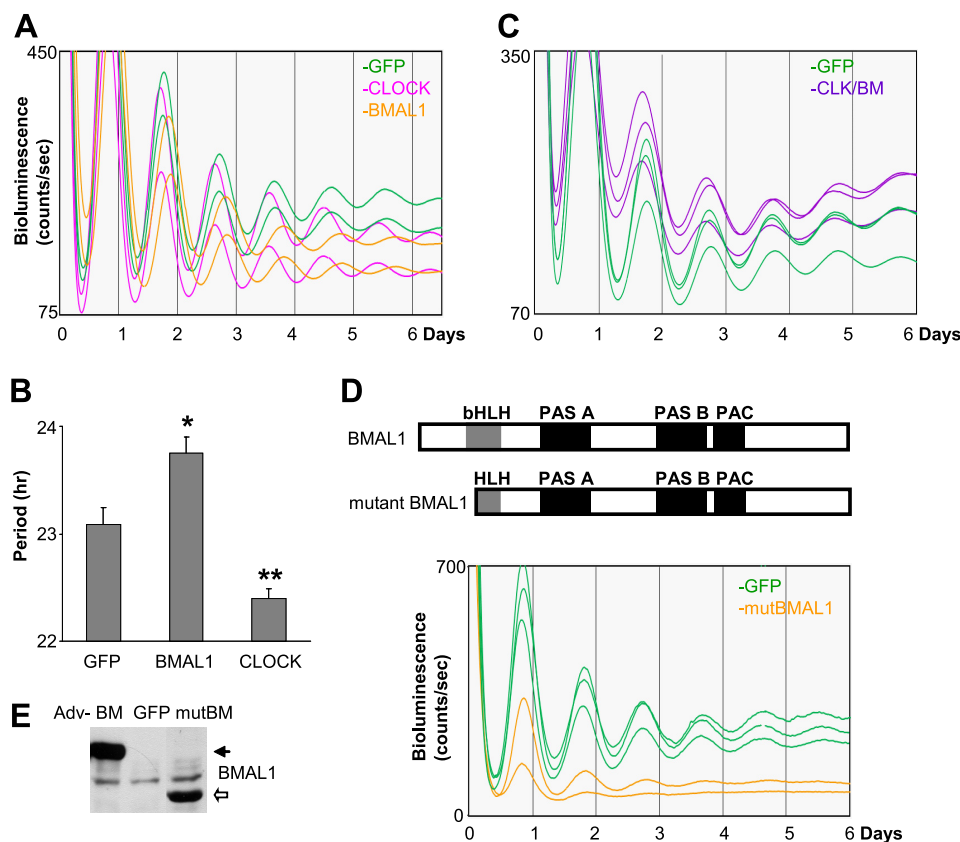 A
450
-GFP
-CLOCK
-BMAL1
Bioluminescence
(counts/sec)
75
0 1 2 3 4 5 6 Days
C
350
-GFP
-CLK/BM
Bioluminescence
(counts/sec)
70
0 1 2 3 4 5 6 Days
B
24
23
22
Period (hr)
*
**
GFP BMAL1 CLOCK
D
bHLH PAS A PAS B PAC
BMAL1
HLH PAS A PAS B PAC
mutant BMAL1
700
-GFP
-mutBMAL1
Bioluminescence
(counts/sec)
0
0 1 2 3 4 5 6 Days
E
Adv- BM GFP mutBM
BMAL1